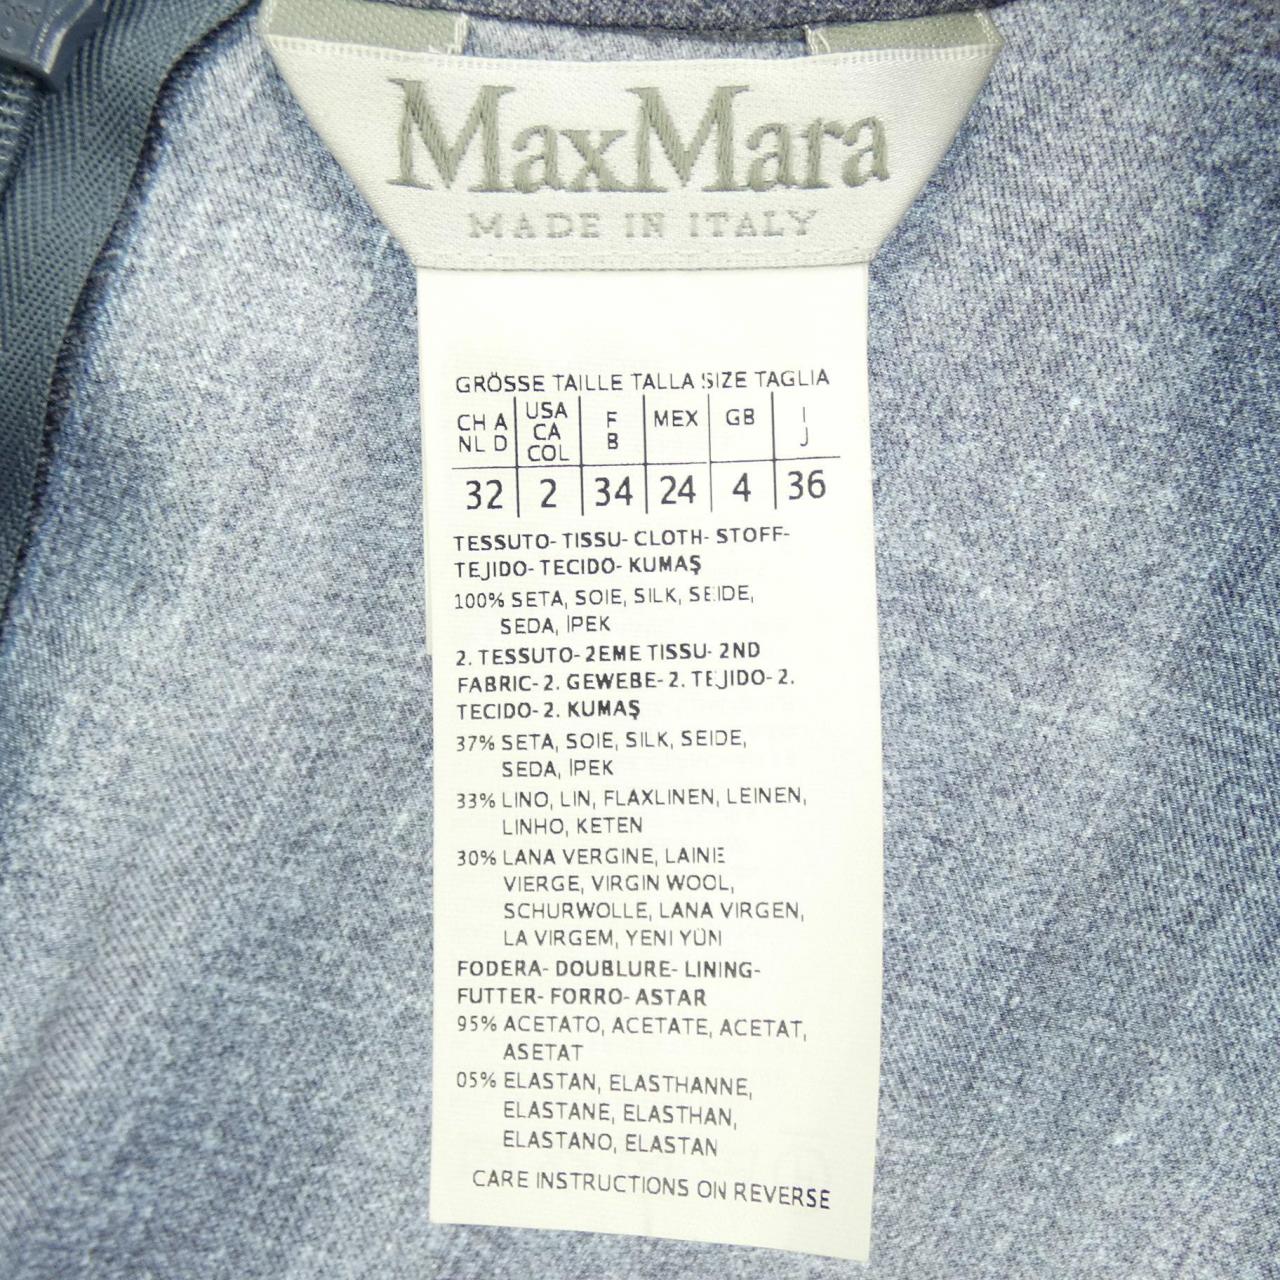 MaxMara
MADE IN ITALY
GRÖSSE TAILLE TALLA SIZE TAGLIA
CH A NL D | USA CA COL | F B | MEX | GB | I J
32 | 2 | 34 | 24 | 4 | 36
TESSUTO- TISSU- CLOTH- STOFF-
TEJIDO- TECIDO- KUMAŞ
100% SETA, SOIE, SILK, SEIDE,
SEDA, İPEK
2. TESSUTO- 2EME TISSU- 2ND
FABRIC- 2. GEWEBE- 2. TEJIDO- 2.
TECIDO- 2. KUMAŞ
37% SETA, SOIE, SILK, SEIDE,
SEDA, İPEK
33% LINO, LIN, FLAXLINEN, LEINEN,
LINHO, KETEN
30% LANA VERGINE, LAINE
VIERGE, VIRGIN WOOL,
SCHURWOLLE, LANA VIRGEN,
LA VIRGEM, YENI YÜN
FODERA- DOUBLURE- LINING-
FUTTER- FORRO- ASTAR
95% ACETATO, ACETATE, ACETAT,
ASETAT
05% ELASTAN, ELASTHANNE,
ELASTANE, ELASTHAN,
ELASTANO, ELASTAN
CARE INSTRUCTIONS ON REVERSE